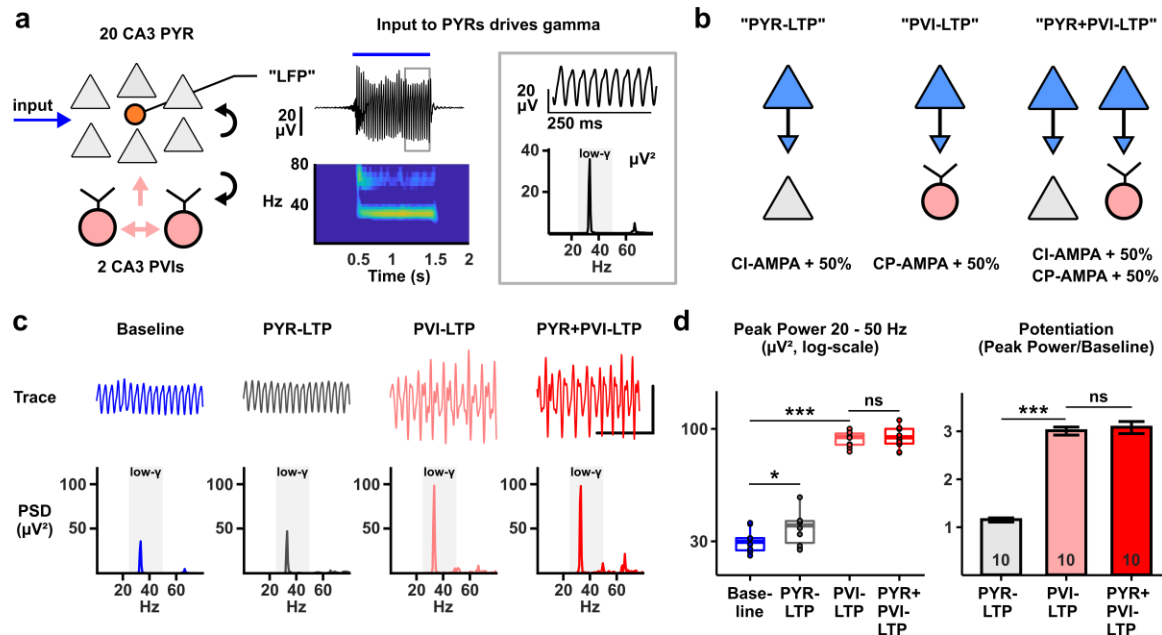 a
20 CA3 PYR
input
"LFP"
2 CA3 PVIs
Input to PYRs drives gamma
20
µV
80
Hz
40
0.5 1 1.5 2
Time (s)
20
µV
250 ms
40
low-γ
µV²
20
20 40 60
Hz
b
"PYR-LTP"
"PVI-LTP"
"PYR+PVI-LTP"
CI-AMPA + 50%
CP-AMPA + 50%
CI-AMPA + 50%
CP-AMPA + 50%
c
Baseline
PYR-LTP
PVI-LTP
PYR+PVI-LTP
Trace
PSD
(µV²)
100
50
low-γ
20 40 60
Hz
100
50
low-γ
20 40 60
Hz
100
50
low-γ
20 40 60
Hz
100
50
low-γ
20 40 60
Hz
d
Peak Power 20 - 50 Hz
(µV², log-scale)
100
30
***
ns
*
Base-
line
PYR-
LTP
PVI-
LTP
PYR+
PVI-
LTP
Potentiation
(Peak Power/Baseline)
3
2
1
***
ns
10
10
10
PYR-
LTP
PVI-
LTP
PYR+
PVI-
LTP